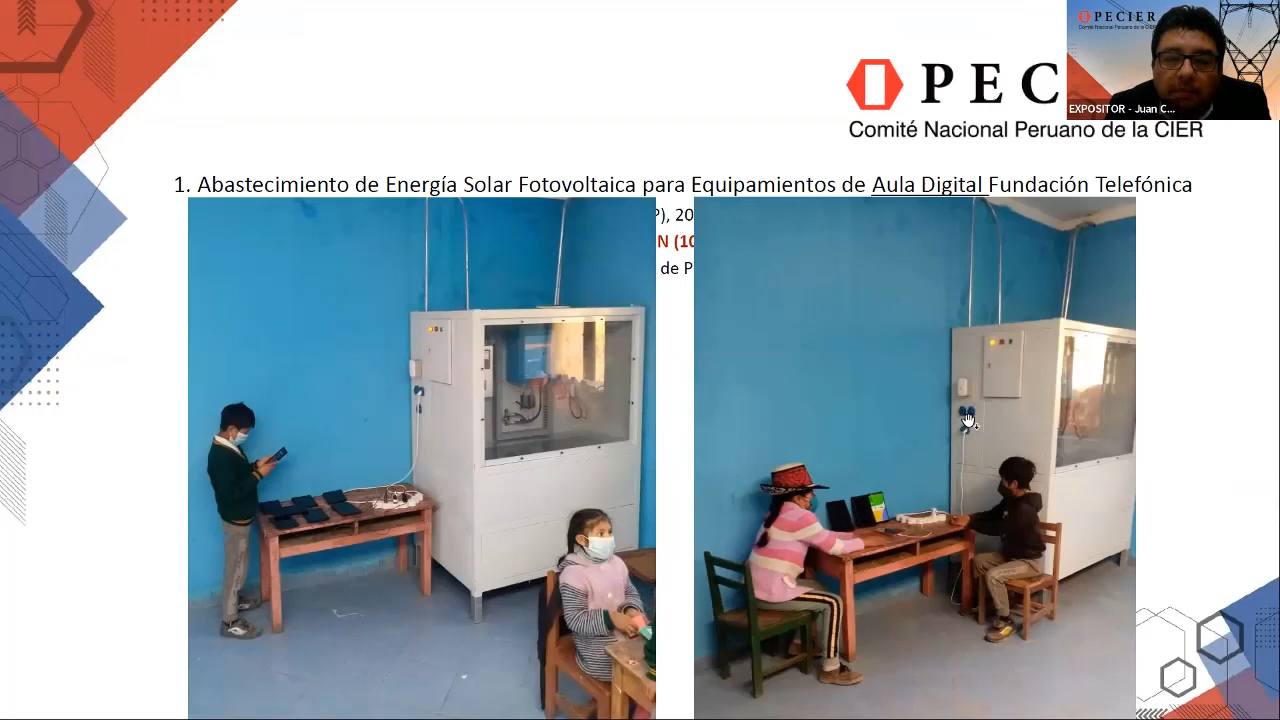 PECIER
Comité Nacional Peruano de la CIER
EXPOSITOR - Juan C...
PEC
Comité Nacional Peruano de la CIER
1. Abastecimiento de Energía Solar Fotovoltaica para Equipamientos de Aula Digital Fundación Telefónica
P), 20
N (10
de P